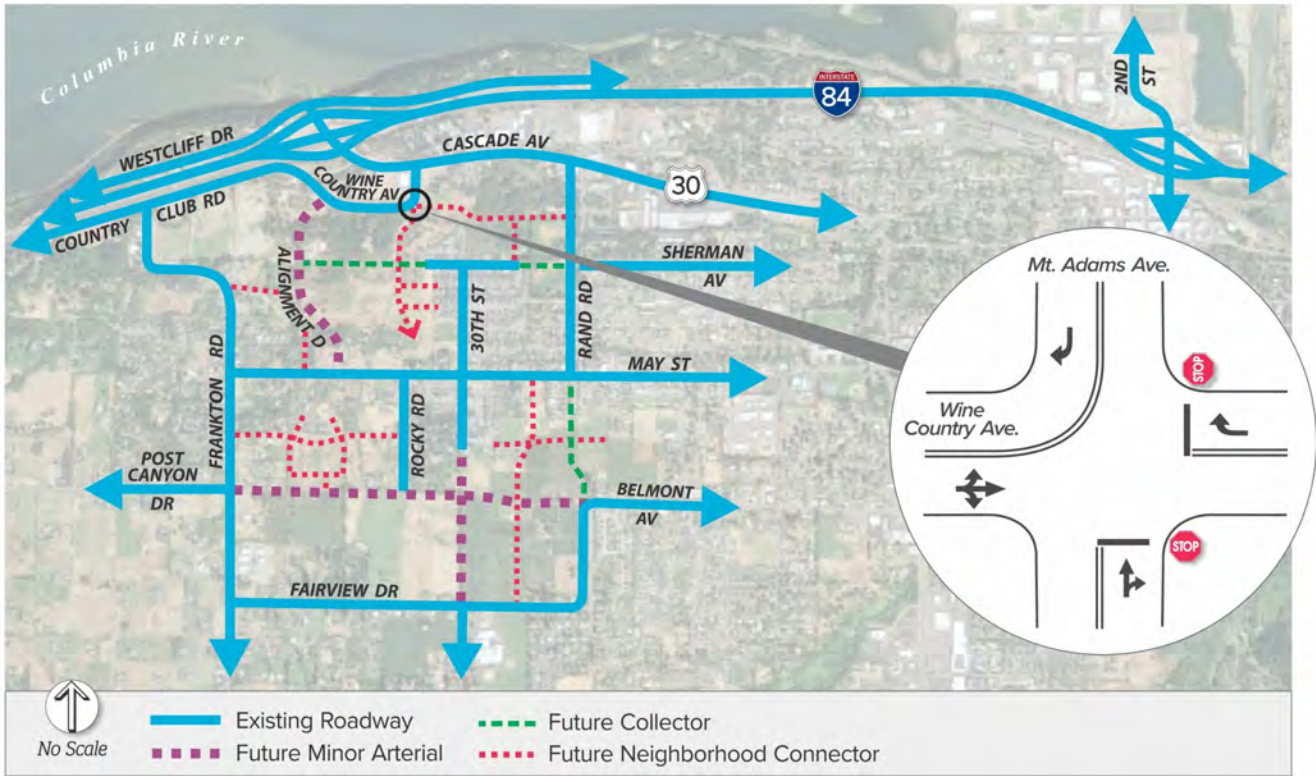 Columbia River
INTERSTATE
84
2ND
ST
WESTCLIFF DR
CASCADE AV
WINE
COUNTRY AV
30
COUNTRY
CLUB RD
SHERMAN
AV
ALIGNMENT D
30TH ST
RAND RD
FRANKTON
RD
MAY ST
ROCKY RD
POST
CANYON
DR
BELMONT
AV
FAIRVIEW DR
Mt. Adams Ave.
STOP
Wine
Country Ave.
STOP
No Scale
Existing Roadway
Future Collector
Future Minor Arterial
Future Neighborhood Connector